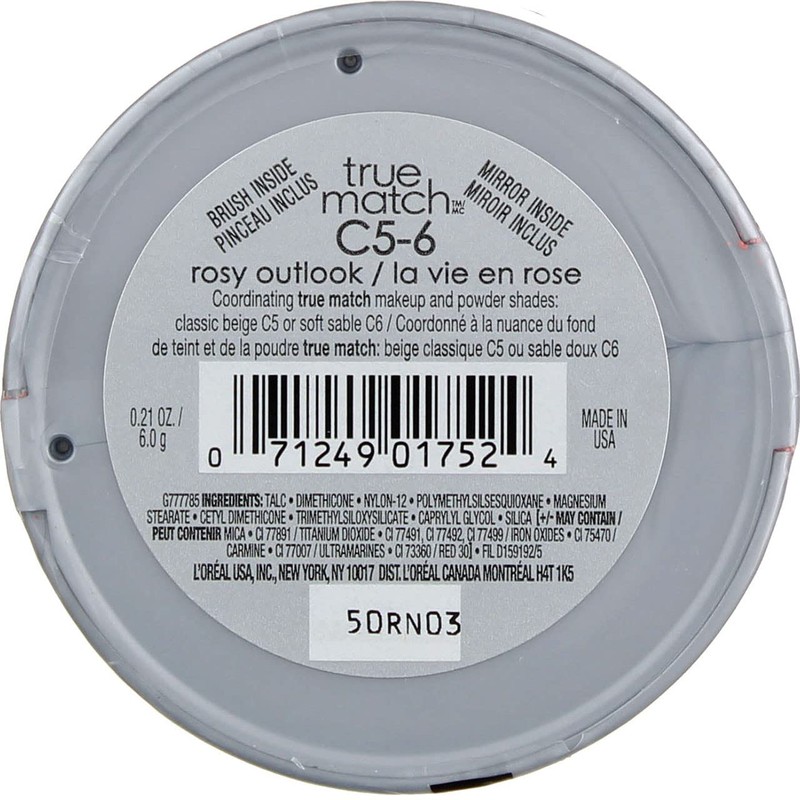 BRUSH INSIDE
PINCEAU INCLUS
true
match™/MC
MIRROR INSIDE
MIROIR INCLUS
C5-6
rosy outlook / la vie en rose
Coordinating true match makeup and powder shades:
classic beige C5 or soft sable C6 / Coordonné à la nuance du fond
de teint et de la poudre true match: beige classique C5 ou sable doux C6
0.21 OZ. /
6.0 g
0 71249 01752 4
MADE IN
USA
G777785 INGREDIENTS: TALC • DIMETHICONE • NYLON-12 • POLYMETHYLSILSESQUIOXANE • MAGNESIUM
STEARATE • CETYL DIMETHICONE • TRIMETHYLSILOXYSILICATE • CAPRYLYL GLYCOL • SILICA [+/- MAY CONTAIN /
PEUT CONTENIR MICA • CI 77891 / TITANIUM DIOXIDE • CI 77491, CI 77492, CI 77499 / IRON OXIDES • CI 75470 /
CARMINE • CI 77007 / ULTRAMARINES • CI 73360 / RED 30] • FIL D159192/5
L'ORÉAL USA, INC., NEW YORK, NY 10017 DIST. L'ORÉAL CANADA MONTRÉAL H4T 1K5
50RN03